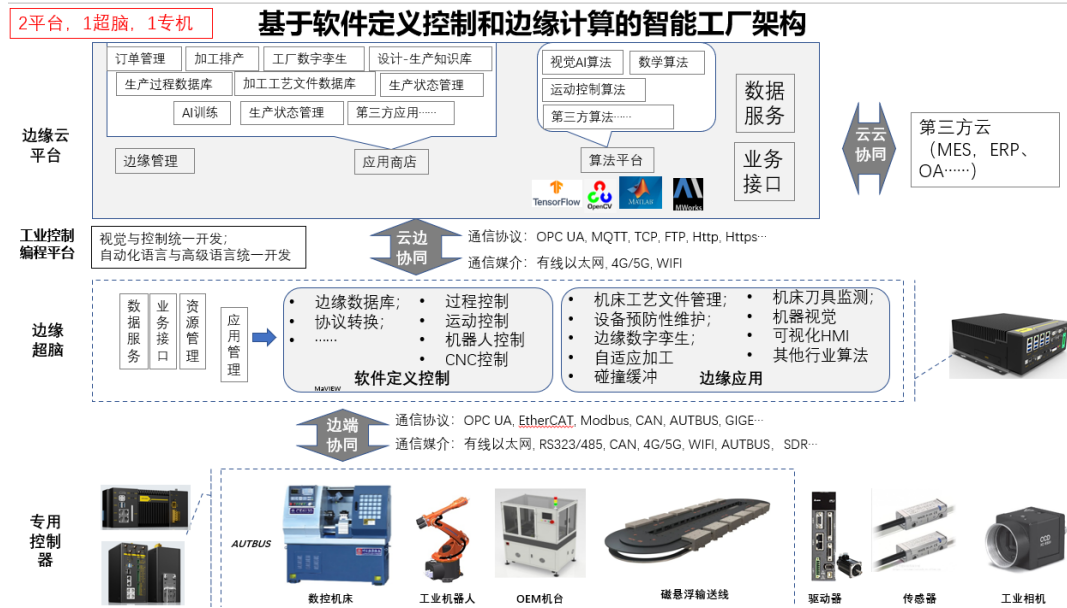 2平台，1超脑，1专机
基于软件定义控制和边缘计算的智能工厂架构
订单管理
加工排产
工厂数字孪生
设计-生产知识库
生产过程数据库
加工工艺文件数据库
生产状态管理
AI训练
生产状态管理
第三方应用……
视觉AI算法
数学算法
运动控制算法
第三方算法……
数据
服务
业务
接口
边缘云
平台
边缘管理
应用商店
算法平台
TensorFlow
OpenCV
MATLAB
MWorks
云云
协同
第三方云
（MES，ERP、
OA……）
工业控制
编程平台
视觉与控制统一开发；
自动化语言与高级语言统一开发
云边
协同
通信协议：OPC UA, MQTT, TCP, FTP, Http, Https…
通信媒介：有线以太网, 4G/5G, WIFI
边缘
超脑
数据服务
业务接口
资源管理
应用管理
• 边缘数据库；
• 协议转换；
• ……
• 过程控制
• 运动控制
• 机器人控制
• CNC控制
软件定义控制
MaVIEW
• 机床工艺文件管理；
• 设备预防性维护；
• 边缘数字孪生；
• 自适应加工
• 碰撞缓冲
• 机床刀具监测；
• 机器视觉
• 可视化HMI
• 其他行业算法
边缘应用
边端
协同
通信协议：OPC UA, EtherCAT, Modbus, CAN, AUTBUS, GIGE…
通信媒介：有线以太网, RS323/485, CAN, 4G/5G, WIFI, AUTBUS，SDR…
专用
控制
器
AUTBUS
数控机床
工业机器人
OEM机台
磁悬浮输送线
驱动器
传感器
CCD
工业相机